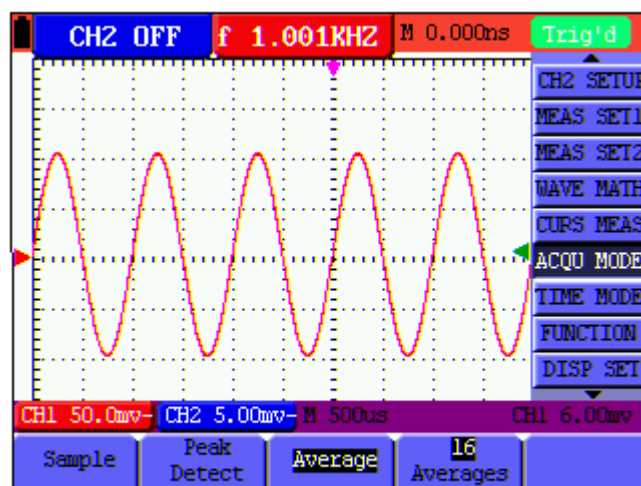 CH2 OFF f 1.001KHZ M 0.000ns Trig'd
CH2 SETUP
MEAS SET1
MEAS SET2
WAVE MATH
CURS MEAS
ACQU MODE
TIME MODE
FUNCTION
DISP SET
CH1 50.0mv- CH2 5.00mv- M 500us CH1 6.00mv
Sample
Peak
Detect
Average
16
Averages